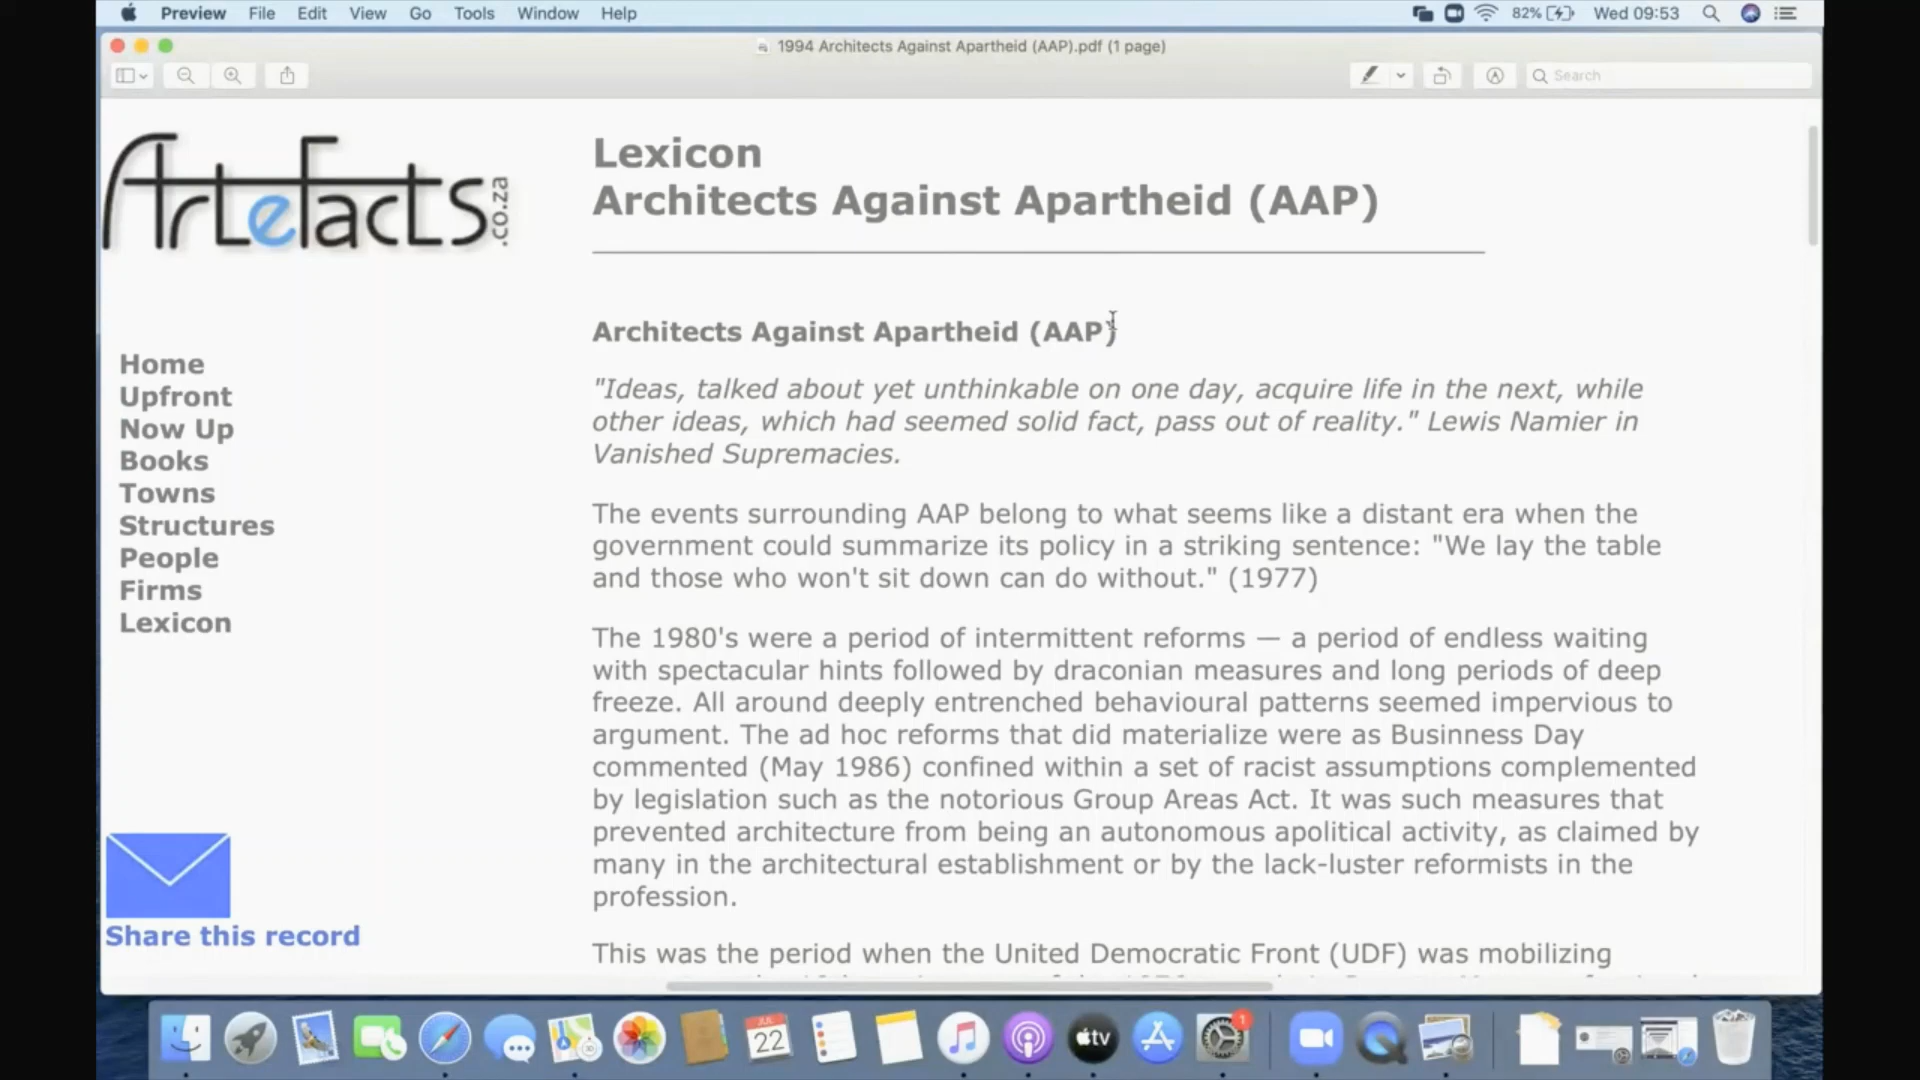 Preview File Edit View Go Tools Window Help 82% Wed 09:53
1994 Architects Against Apartheid (AAP).pdf (1 page)
Search
Artefacts.co.za
Lexicon
Architects Against Apartheid (AAP)
Home
Upfront
Now Up
Books
Towns
Structures
People
Firms
Lexicon
Share this record
Architects Against Apartheid (AAP)
"Ideas, talked about yet unthinkable on one day, acquire life in the next, while
other ideas, which had seemed solid fact, pass out of reality." Lewis Namier in
Vanished Supremacies.
The events surrounding AAP belong to what seems like a distant era when the
government could summarize its policy in a striking sentence: "We lay the table
and those who won't sit down can do without." (1977)
The 1980's were a period of intermittent reforms — a period of endless waiting
with spectacular hints followed by draconian measures and long periods of deep
freeze. All around deeply entrenched behavioural patterns seemed impervious to
argument. The ad hoc reforms that did materialize were as Businness Day
commented (May 1986) confined within a set of racist assumptions complemented
by legislation such as the notorious Group Areas Act. It was such measures that
prevented architecture from being an autonomous apolitical activity, as claimed by
many in the architectural establishment or by the lack-luster reformists in the
profession.
This was the period when the United Democratic Front (UDF) was mobilizing
JUL
22
tv
1